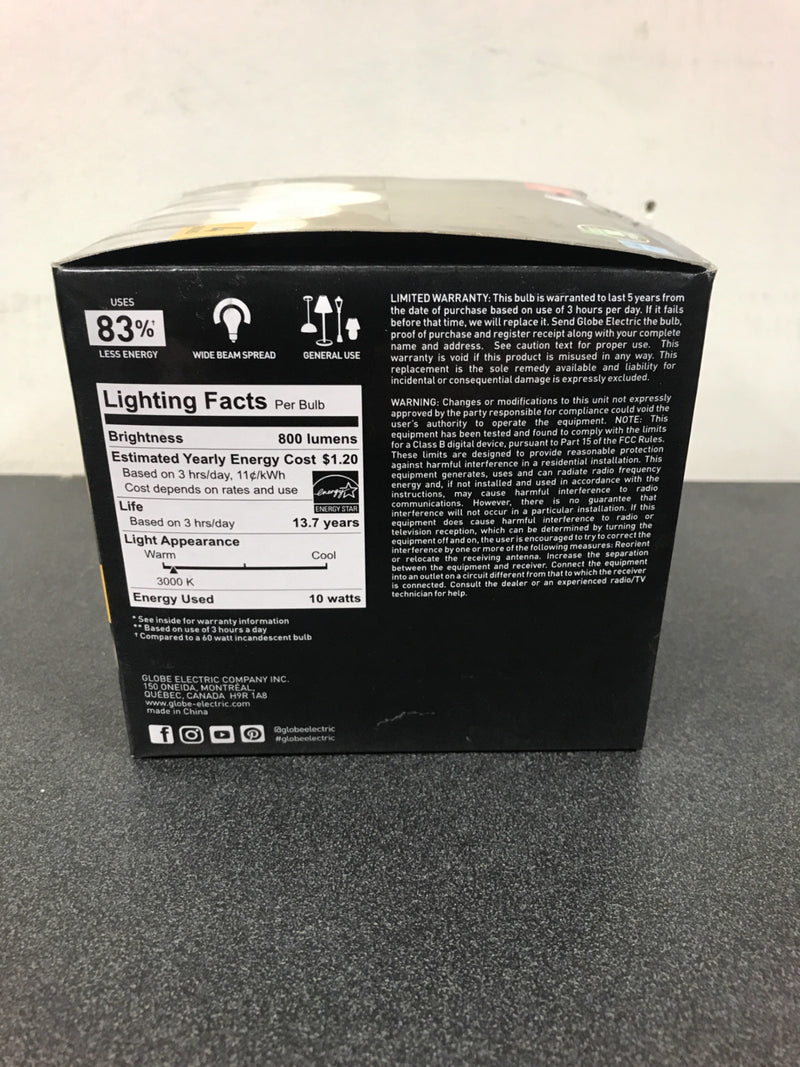 USES
83%†
LESS ENERGY
WIDE BEAM SPREAD
GENERAL USE
Lighting Facts Per Bulb
Brightness 800 lumens
Estimated Yearly Energy Cost $1.20
Based on 3 hrs/day, 11¢/kWh
Cost depends on rates and use
energy
ENERGY STAR
Life
Based on 3 hrs/day 13.7 years
Light Appearance
Warm Cool
3000 K
Energy Used 10 watts
* See inside for warranty information
** Based on use of 3 hours a day
† Compared to a 60 watt incandescent bulb
GLOBE ELECTRIC COMPANY INC.
150 ONEIDA, MONTRÉAL,
QUÉBEC, CANADA H9R 1A8
www.globe-electric.com
made in China
@globeelectric
#globeelectric
LIMITED WARRANTY: This bulb is warranted to last 5 years from
the date of purchase based on use of 3 hours per day. If it fails
before that time, we will replace it. Send Globe Electric the bulb,
proof of purchase and register receipt along with your complete
name and address. See caution text for proper use. This
warranty is void if this product is misused in any way. This
replacement is the sole remedy available and liability for
incidental or consequential damage is expressly excluded.
WARNING: Changes or modifications to this unit not expressly
approved by the party responsible for compliance could void the
user's authority to operate the equipment. NOTE: This
equipment has been tested and found to comply with the limits
for a Class B digital device, pursuant to Part 15 of the FCC Rules.
These limits are designed to provide reasonable protection
against harmful interference in a residential installation. This
equipment generates, uses and can radiate radio frequency
energy and, if not installed and used in accordance with the
instructions, may cause harmful interference to radio
communications. However, there is no guarantee that
interference will not occur in a particular installation. If this
equipment does cause harmful interference to radio or
television reception, which can be determined by turning the
equipment off and on, the user is encouraged to try to correct the
interference by one or more of the following measures: Reorient
or relocate the receiving antenna. Increase the separation
between the equipment and receiver. Connect the equipment
into an outlet on a circuit different from that to which the receiver
is connected. Consult the dealer or an experienced radio/TV
technician for help.